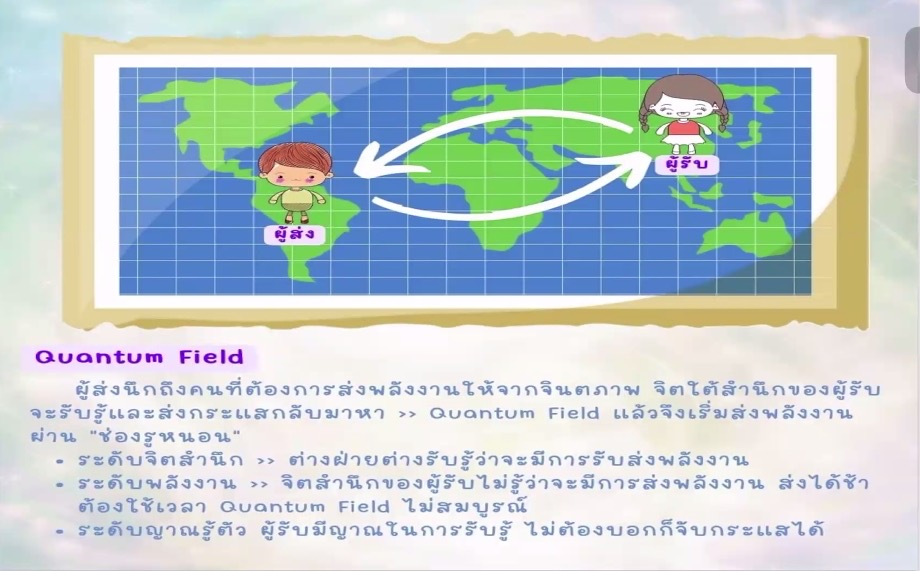 ผู้รับ
ผู้ส่ง
Quantum Field
ผู้ส่งนึกถึงคนที่ต้องการส่งพลังงานให้จากจินตภาพ จิตใต้สำนึกของผู้รับ
จะรับรู้และส่งกระแสกลับมาหา >> Quantum Field แล้วจึงเริ่มส่งพลังงาน
ผ่าน "ช่องรูหนอน"
• ระดับจิตสำนึก >> ต่างฝ่ายต่างรับรู้ว่าจะมีการรับส่งพลังงาน
• ระดับพลังงาน >> จิตสำนึกของผู้รับไม่รู้ว่าจะมีการส่งพลังงาน ส่งได้ช้า
ต้องใช้เวลา Quantum Field ไม่สมบูรณ์
• ระดับญาณรู้ตัว ผู้รับมีญาณในการรับรู้ ไม่ต้องบอกก็จับกระแสได้